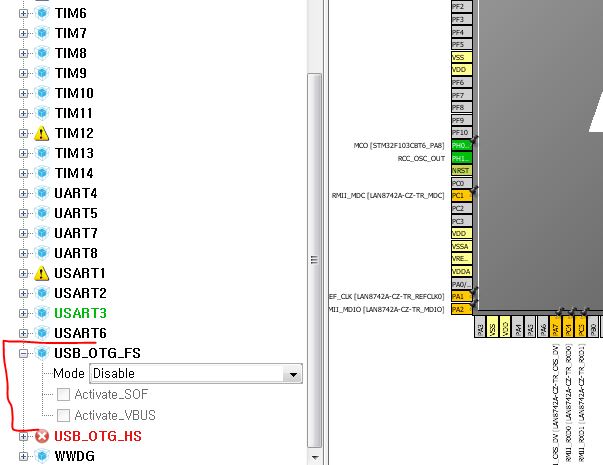 TIM6
TIM7
TIM8
TIM9
TIM10
TIM11
TIM12
TIM13
TIM14
UART4
UART5
UART7
UART8
USART1
USART2
USART3
USART6
USB_OTG_FS
Mode Disable
Activate_SOF
Activate_VBUS
USB_OTG_HS
WWDG
PF2
PF3
PF4
PF5
VSS
VDD
PF6
PF7
PF8
PF9
PF10
MCO [STM32F103CBT6_PA8] PH0..
RCC_OSC_OUT PH1..
NRST
PC0
RMII_MDC [LAN8742A-CZ-TR_MDC] PC1
PC2
PC3
VDD
VSSA
VRE..
VDDA
PA0/..
EF_CLK [LAN8742A-CZ-TR_REFCLK0] PA1
MII_MDIO [LAN8742A-CZ-TR_MDIO] PA2
PA3
VSS
VDD
PA4
PA5
PA6
PA7
PC4
PC5
PB0
_CRS_DV [LAN8742A-CZ-TR_CRS_DV]
RMII_RXD0 [LAN8742A-CZ-TR_RXD0]
RMII_RXD1 [LAN8742A-CZ-TR_RXD1]